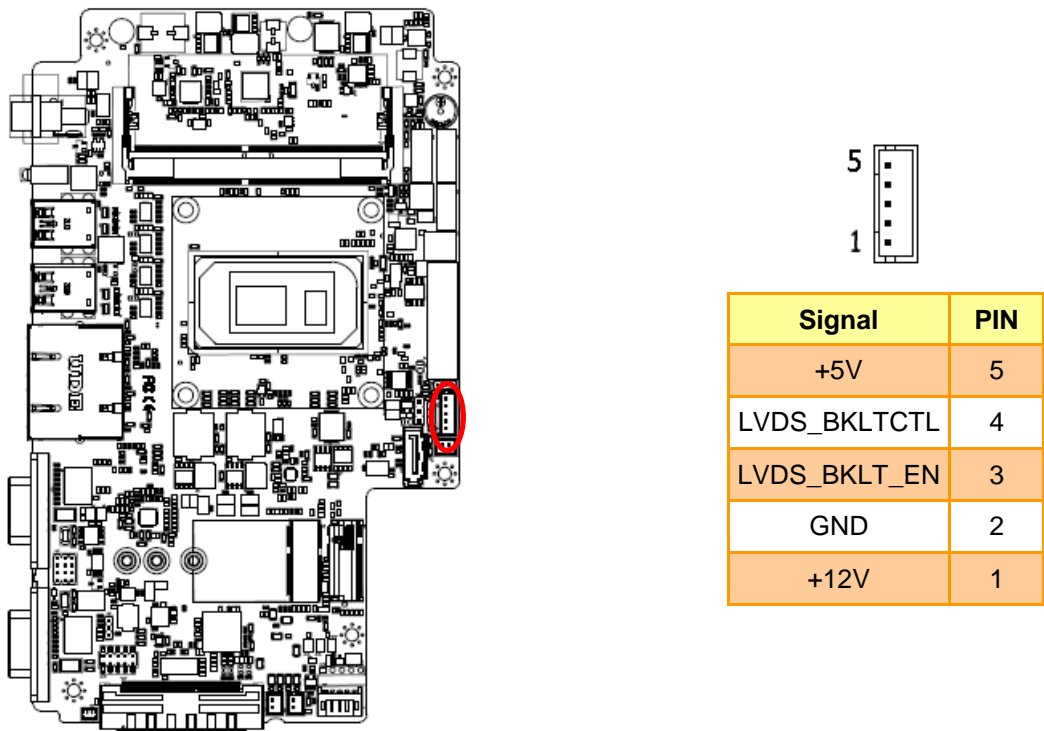 5
1
Signal PIN
+5V 5
LVDS_BKLTCTL 4
LVDS_BKLT_EN 3
GND 2
+12V 1